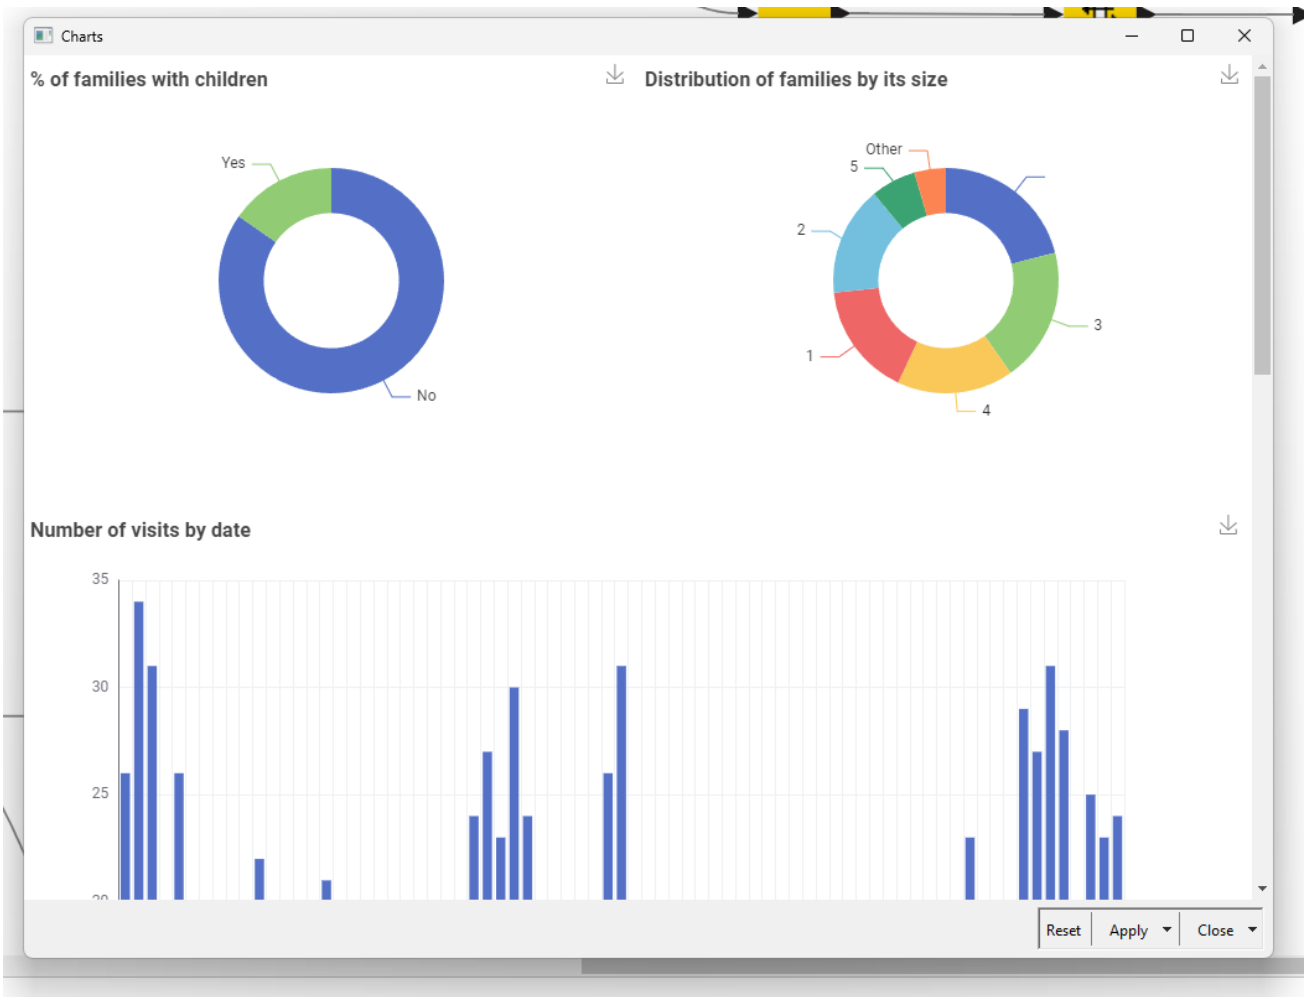 Charts
% of families with children
Distribution of families by its size
Yes
No
Other
5
2
1
3
4
Number of visits by date
35
30
25
20
Reset
Apply
Close